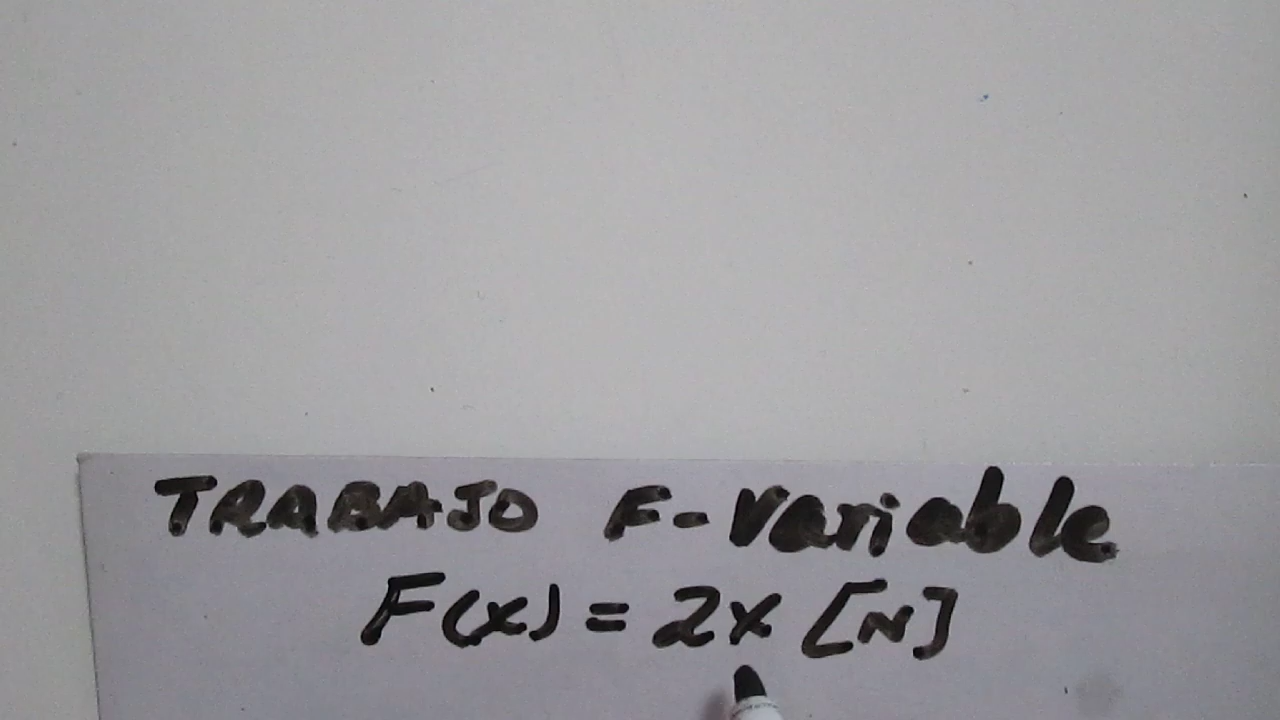 TRABAJO F-Variable
F(x) = 2x [N]